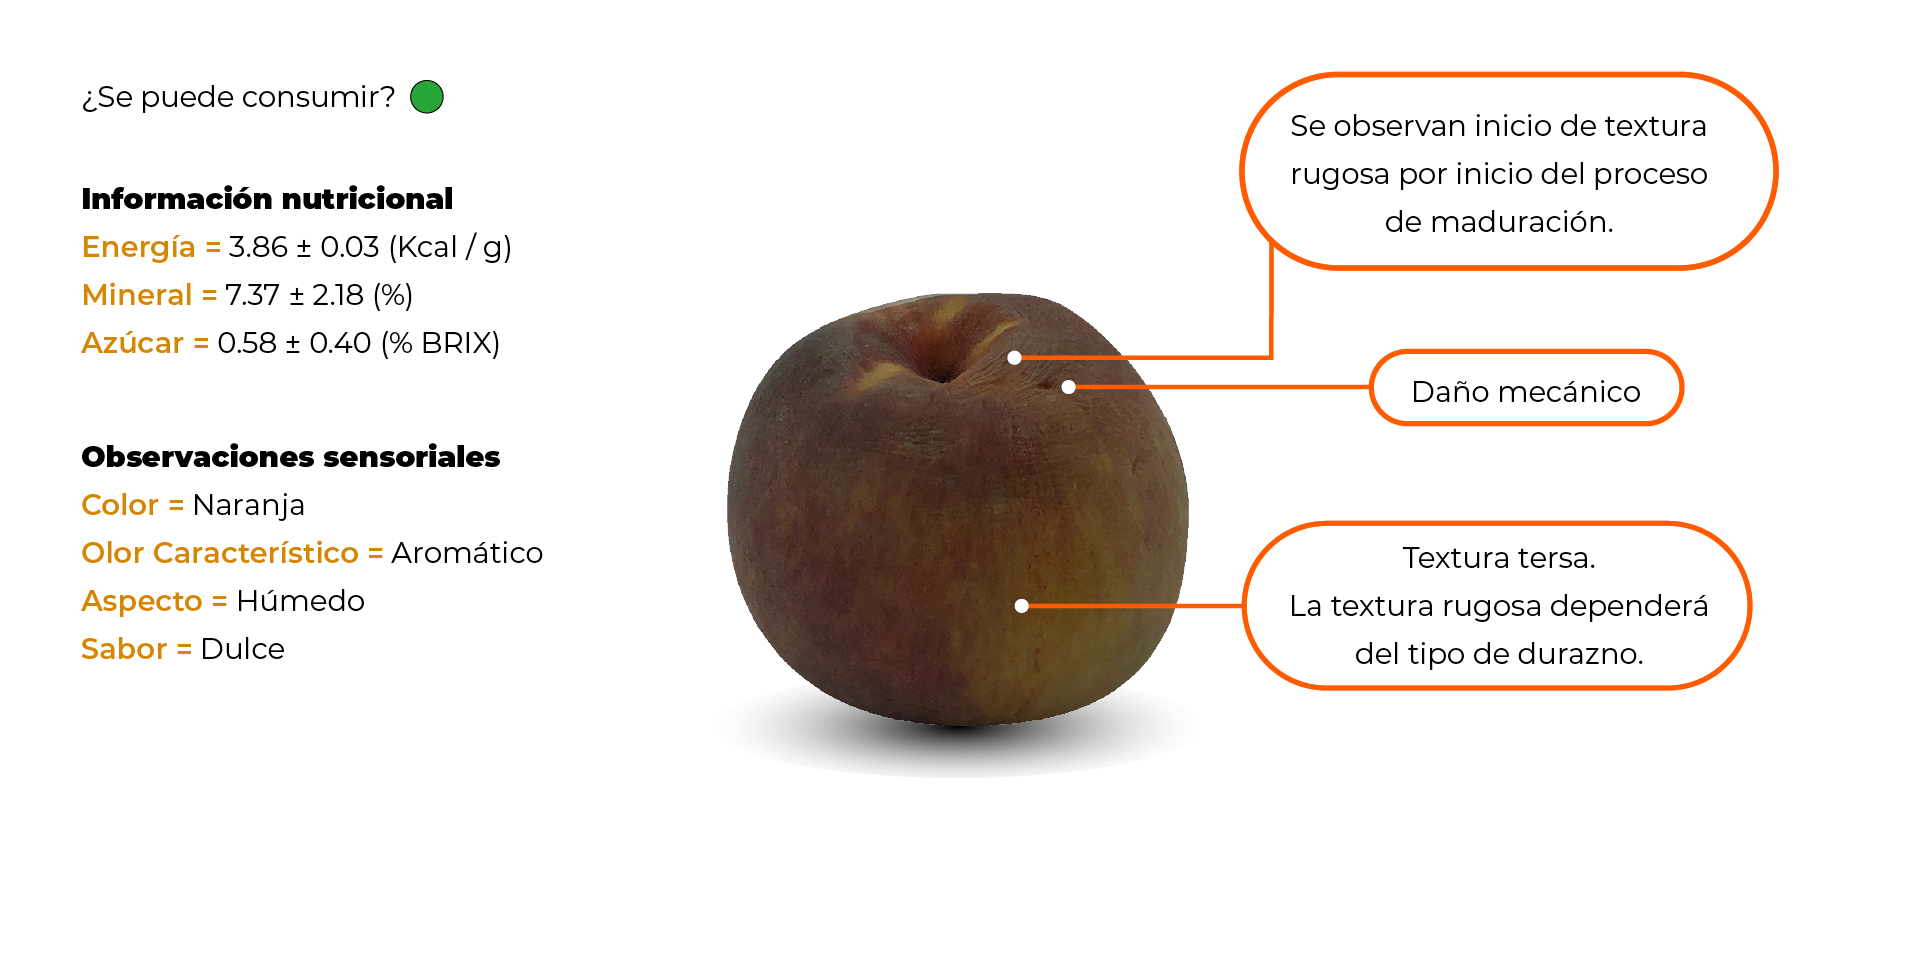 ¿Se puede consumir?
Información nutricional
Energía = 3.86 ± 0.03 (Kcal / g)
Mineral = 7.37 ± 2.18 (%)
Azúcar = 0.58 ± 0.40 (% BRIX)
Observaciones sensoriales
Color = Naranja
Olor Característico = Aromático
Aspecto = Húmedo
Sabor = Dulce
Se observan inicio de textura
rugosa por inicio del proceso
de maduración.
Daño mecánico
Textura tersa.
La textura rugosa dependerá
del tipo de durazno.